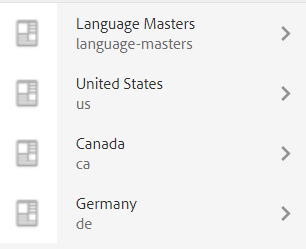 Language Masters
language-masters
United States
us
Canada
ca
Germany
de